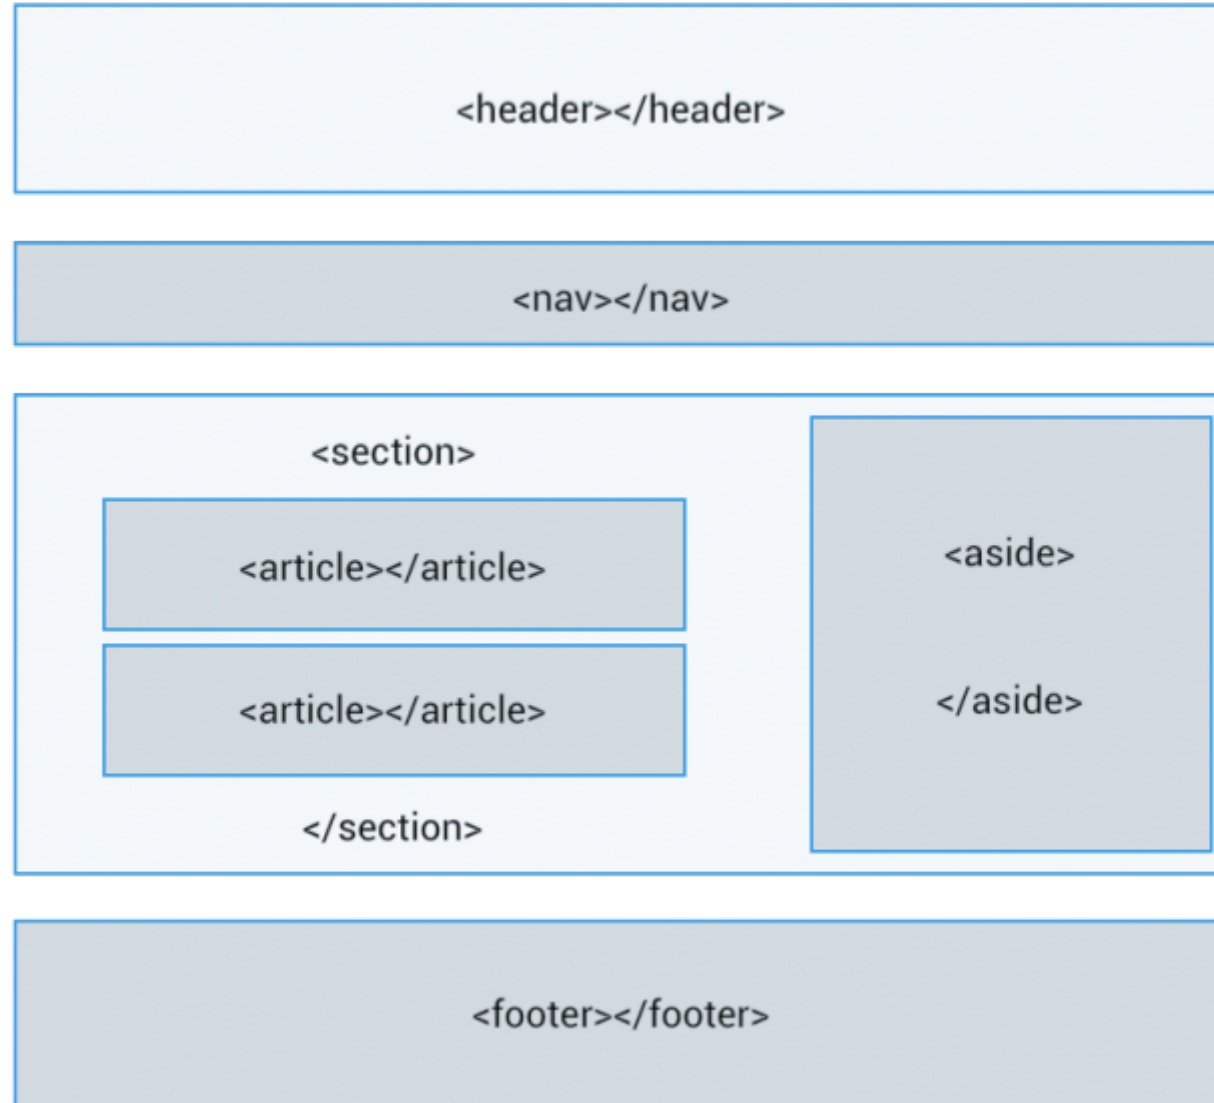 <header></header>
<nav></nav>
<section>
<article></article>
<article></article>
</section>
<aside>
</aside>
<footer></footer>